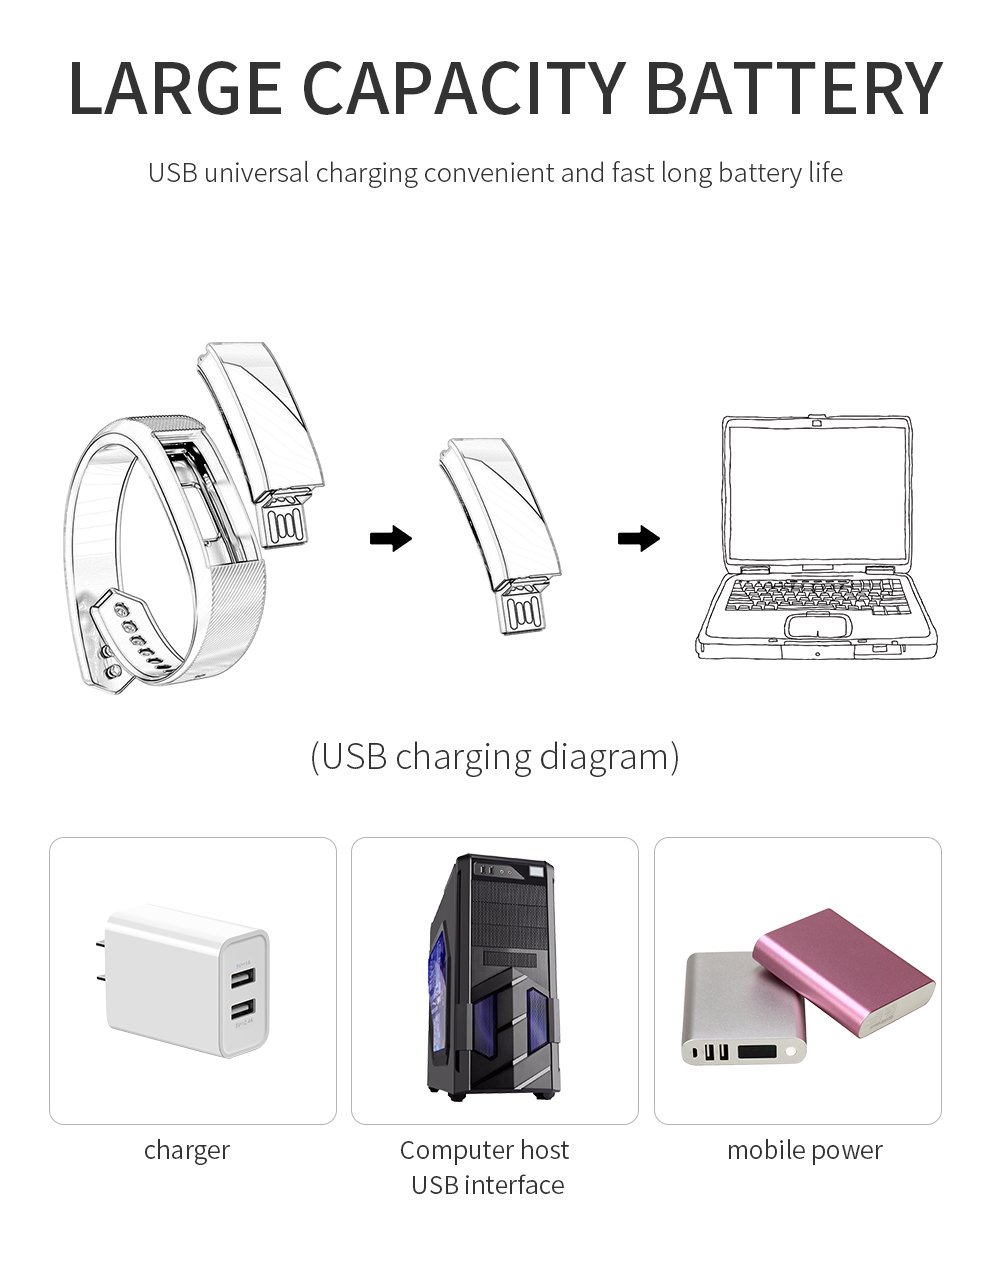 LARGE CAPACITY BATTERY
USB universal charging convenient and fast long battery life
(USB charging diagram)
charger
Computer host
USB interface
mobile power